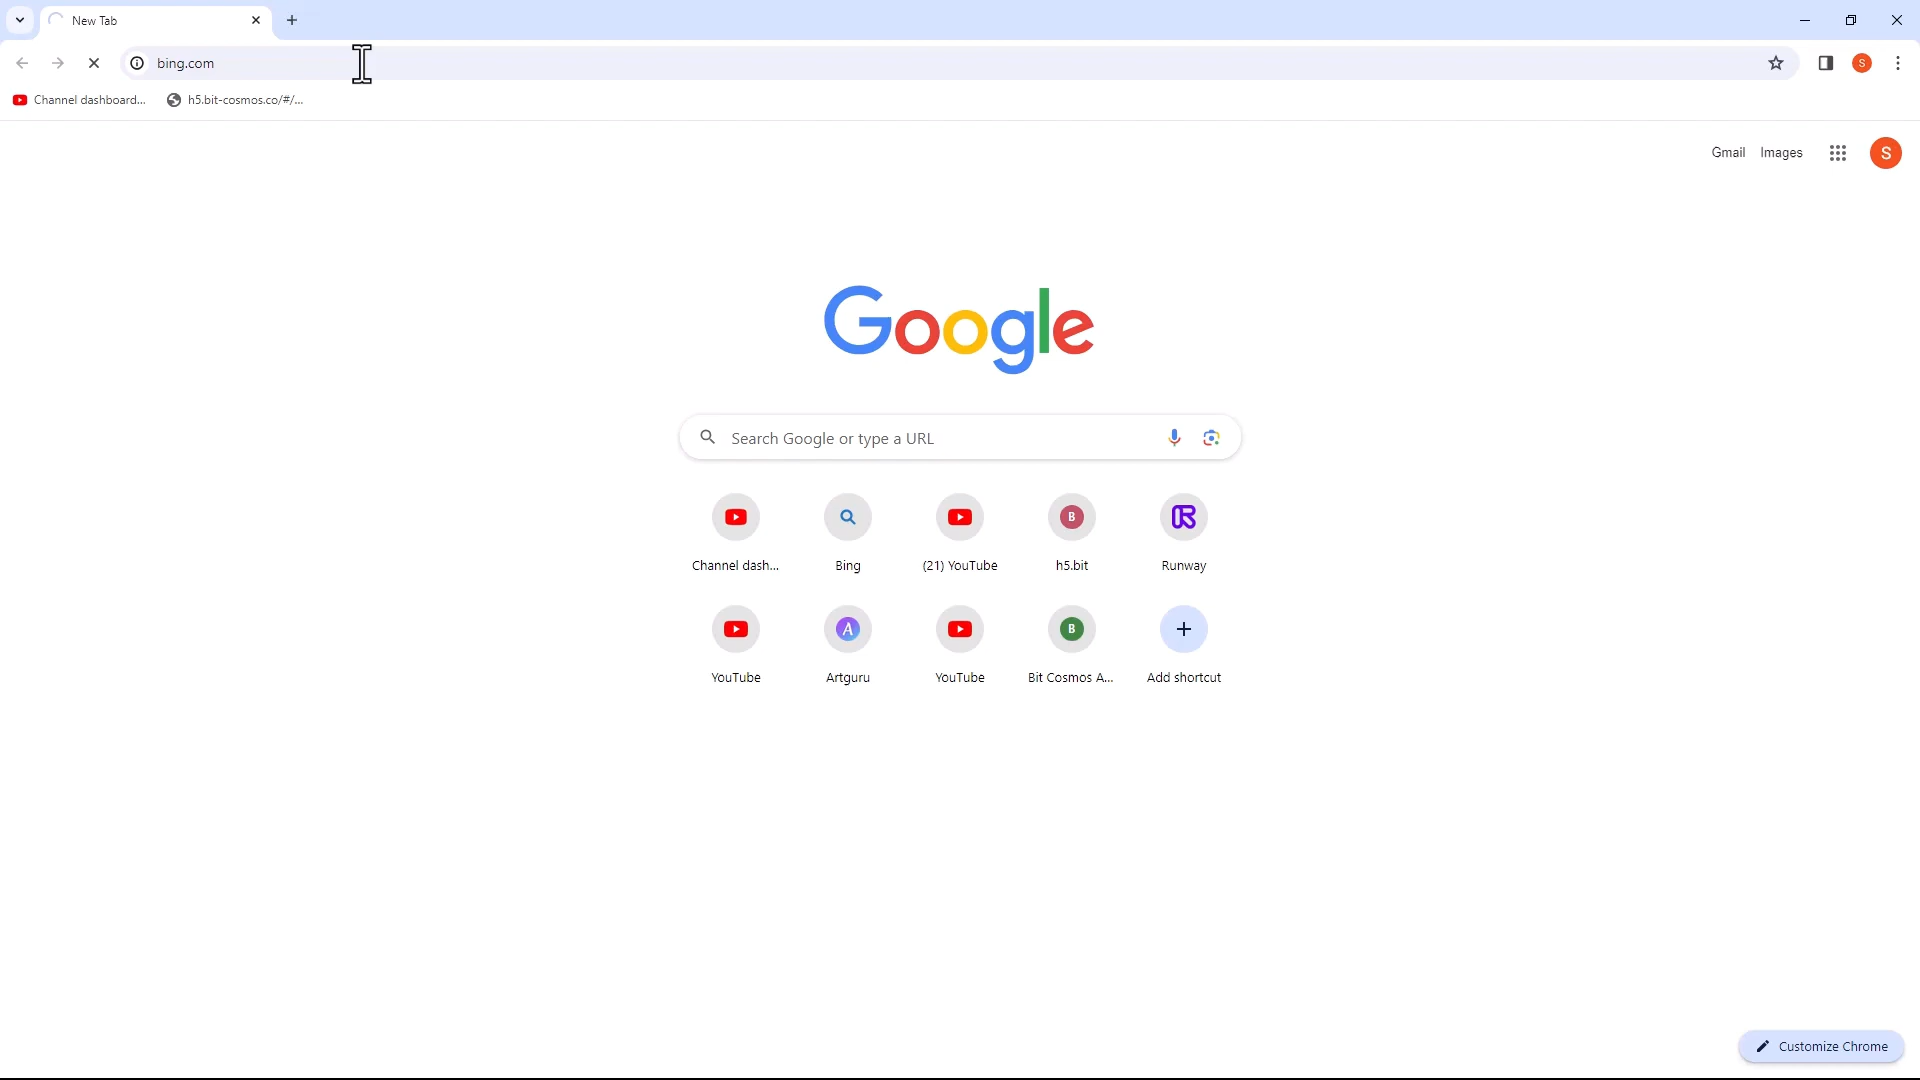 New Tab
bing.com
S
Channel dashboard...
h5.bit-cosmos.co/#/...
Gmail Images
S
Google
Search Google or type a URL
B
Channel dash... Bing (21) YouTube h5.bit Runway
A B
YouTube Artguru YouTube Bit Cosmos A... Add shortcut
Customize Chrome